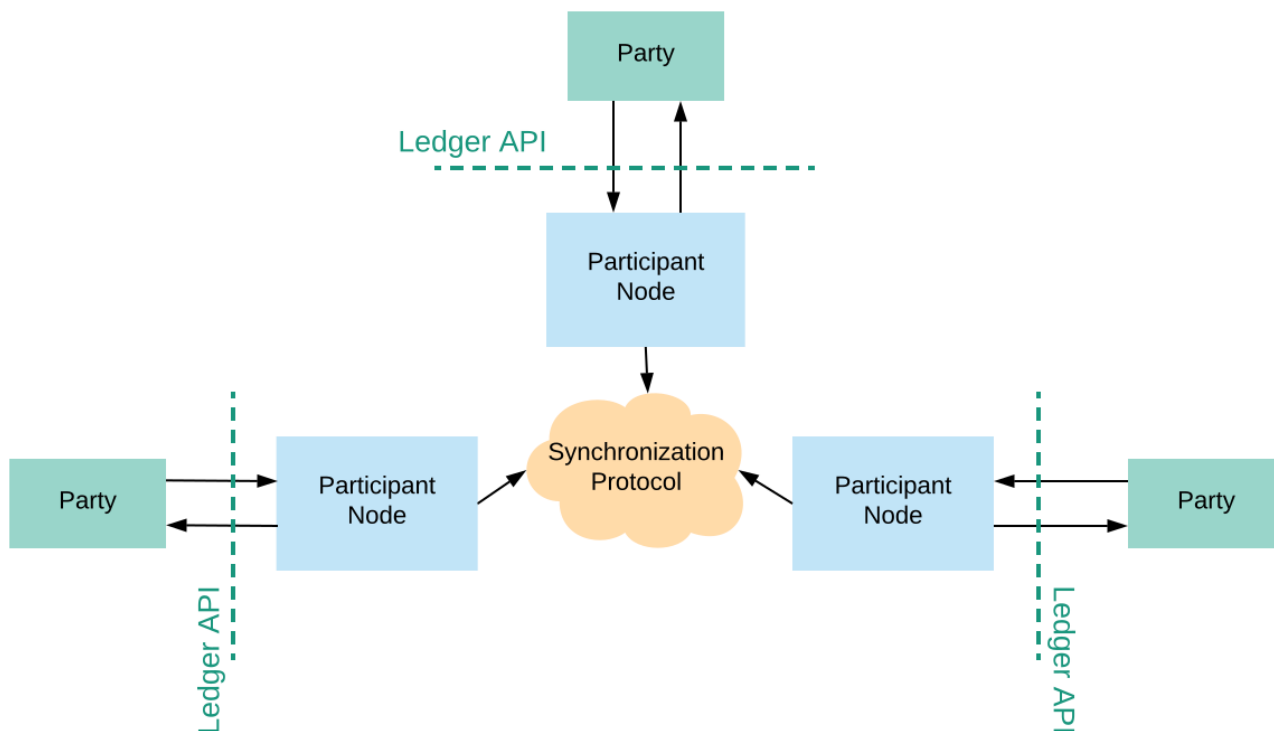 Party
Ledger API
Participant
Node
Synchronization
Protocol
Party
Participant
Node
Ledger API
Participant
Node
Party
Ledger API